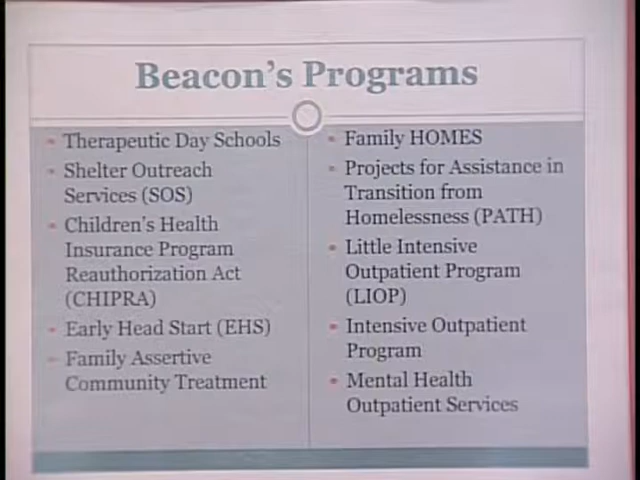 Beacon's Programs
Therapeutic Day Schools
Shelter Outreach
Services (SOS)
Children's Health
Insurance Program
Reauthorization Act
(CHIPRA)
Early Head Start (EHS)
Family Assertive
Community Treatment
Family HOMES
Projects for Assistance in
Transition from
Homelessness (PATH)
Little Intensive
Outpatient Program
(LIOP)
Intensive Outpatient
Program
Mental Health
Outpatient Services